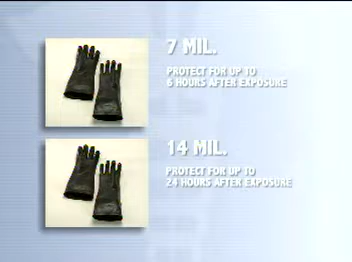 7 MIL.
PROTECT FOR UP TO
6 HOURS AFTER EXPOSURE
14 MIL.
PROTECT FOR UP TO
24 HOURS AFTER EXPOSURE